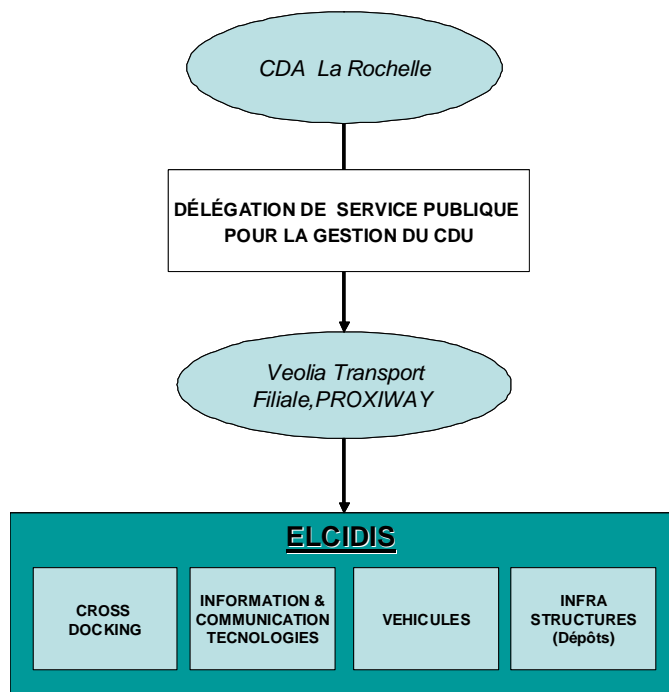 CDA La Rochelle
DÉLÉGATION DE SERVICE PUBLIQUE
POUR LA GESTION DU CDU
Veolia Transport
Filiale,PROXIWAY
ELCIDIS
CROSS
DOCKING
INFORMATION &
COMMUNICATION
TECNOLOGIES
VEHICULES
INFRA
STRUCTURES
(Dépôts)